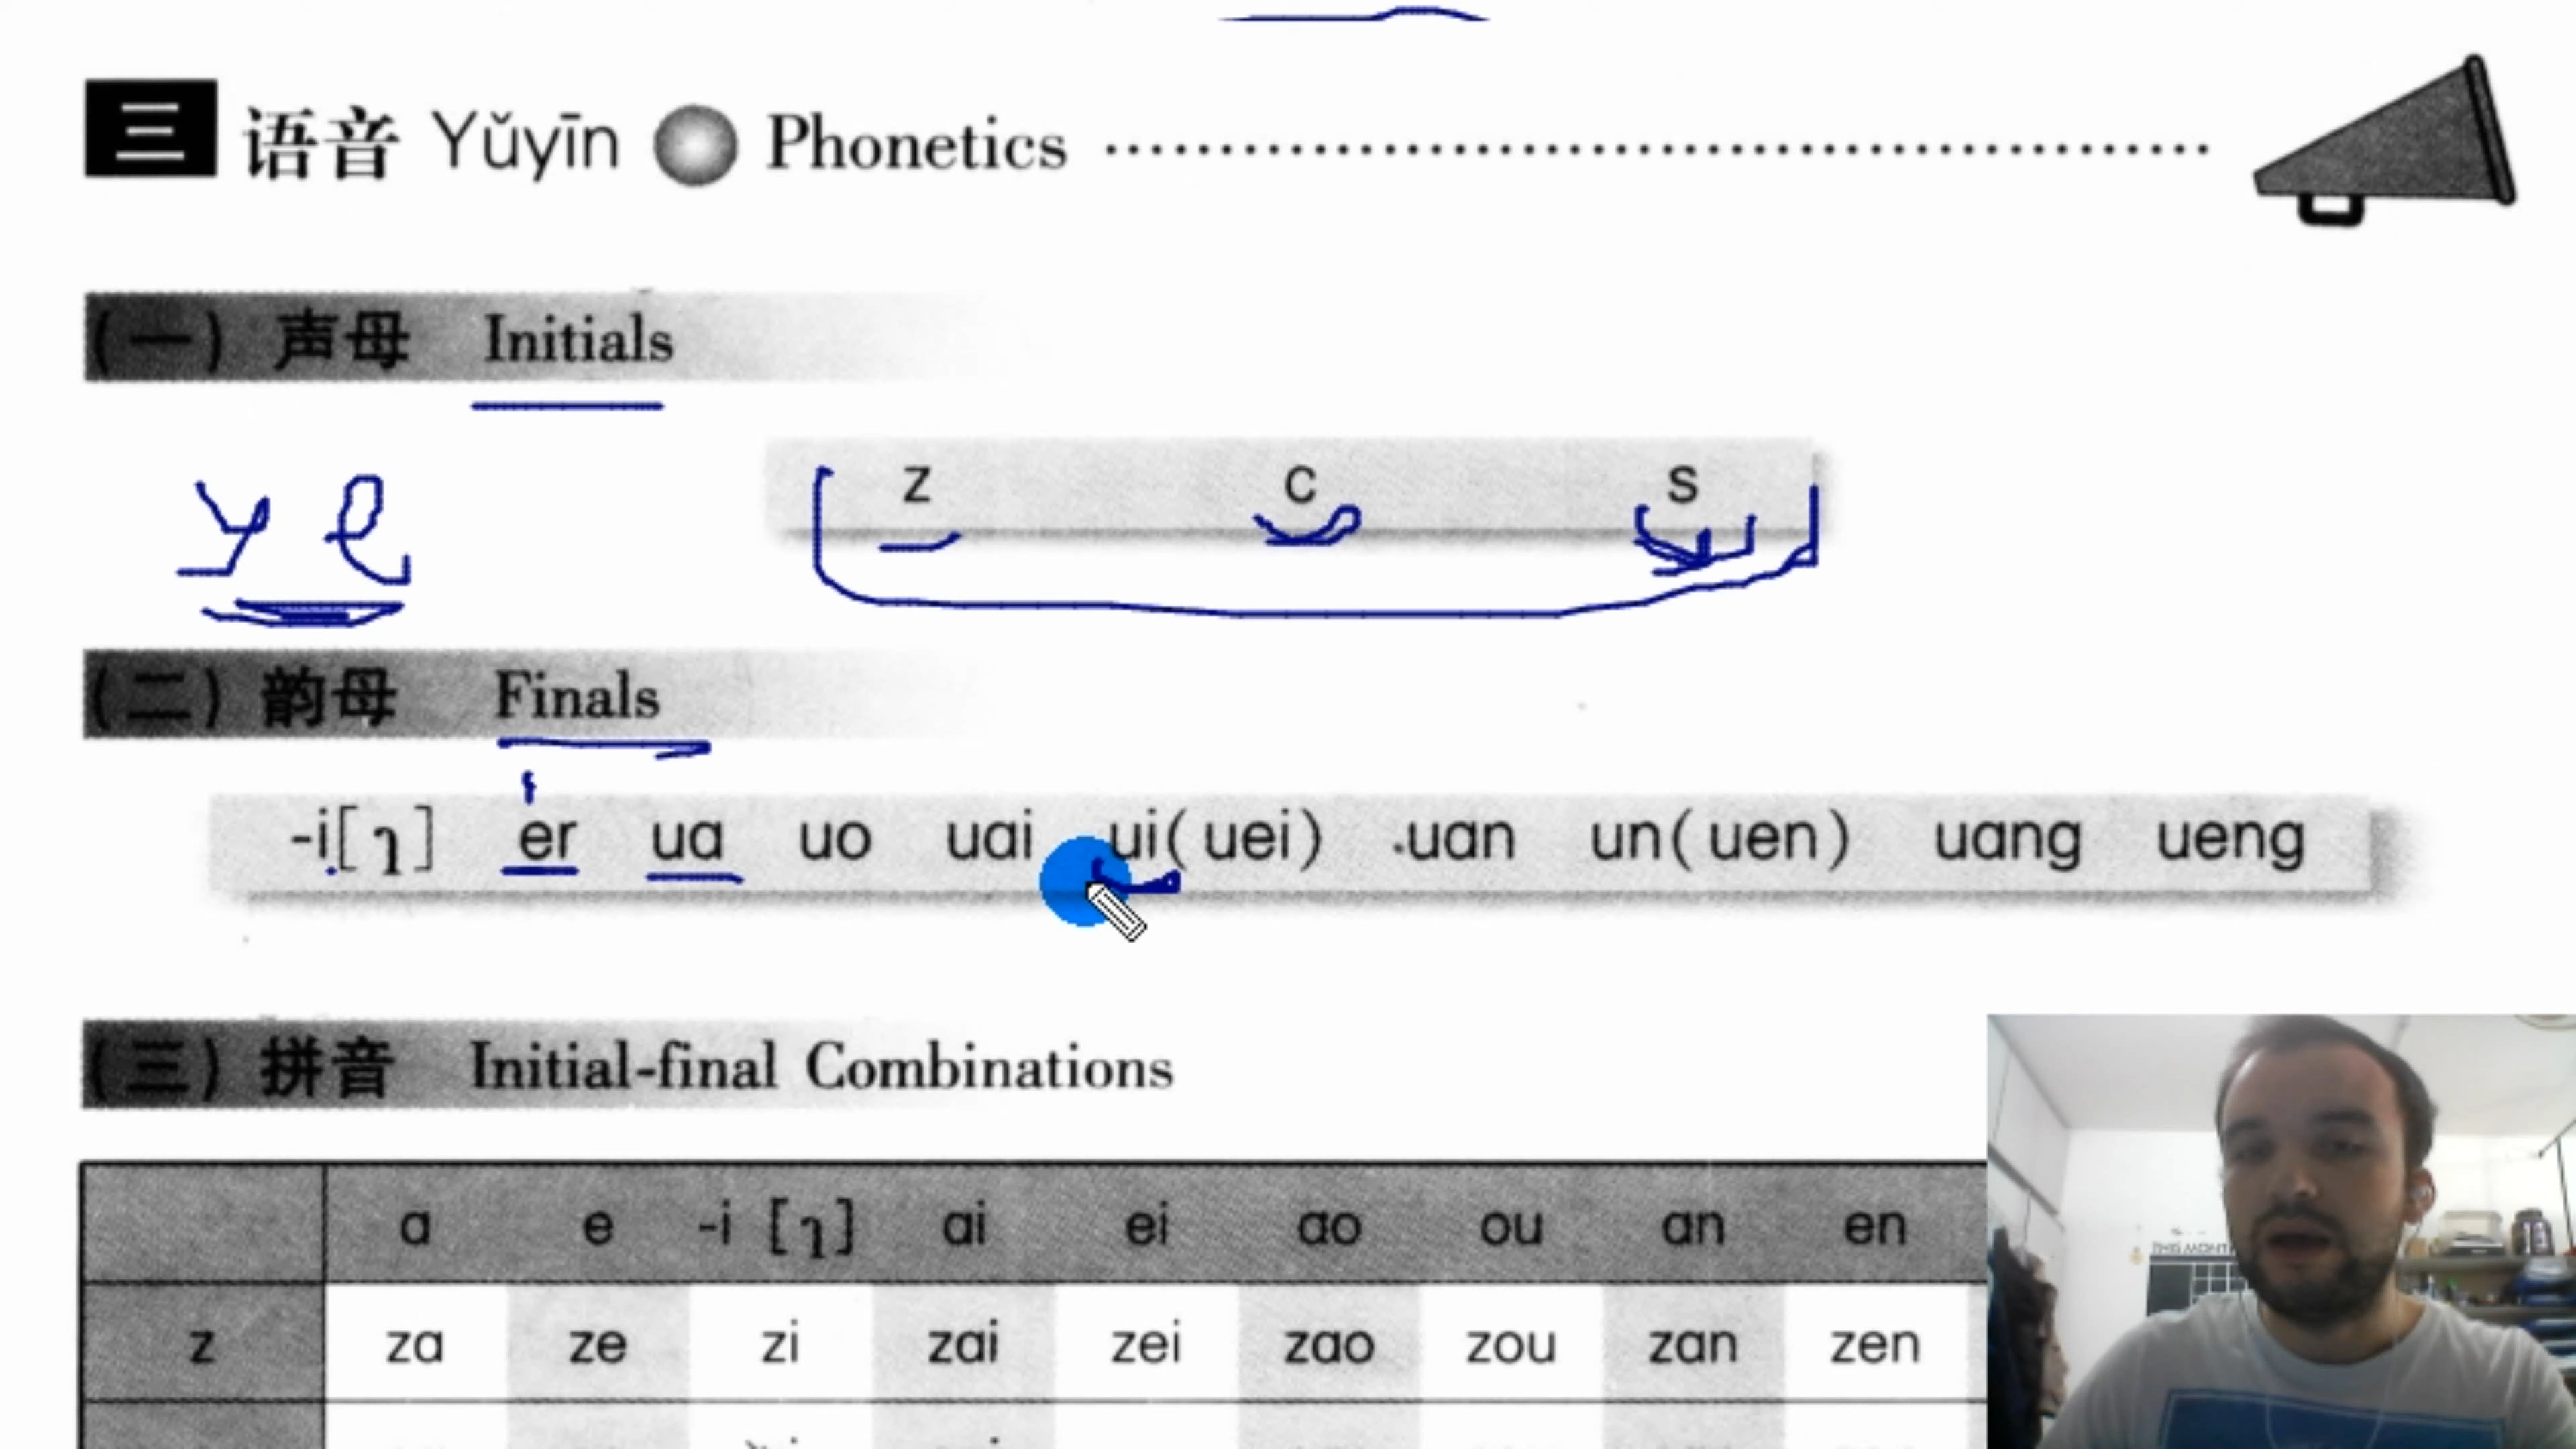 三 语音 Yǔyīn Phonetics
(一) 声母 Initials
z c s
y e
(二) 韵母 Finals
-i[ɿ] er ua uo uai ui(uei) uan un(uen) uang ueng
(三) 拼音 Initial-final Combinations
a e -i [ɿ] ai ei ao ou an en
z za ze zi zai zei zao zou zan zen
THIS MONTH